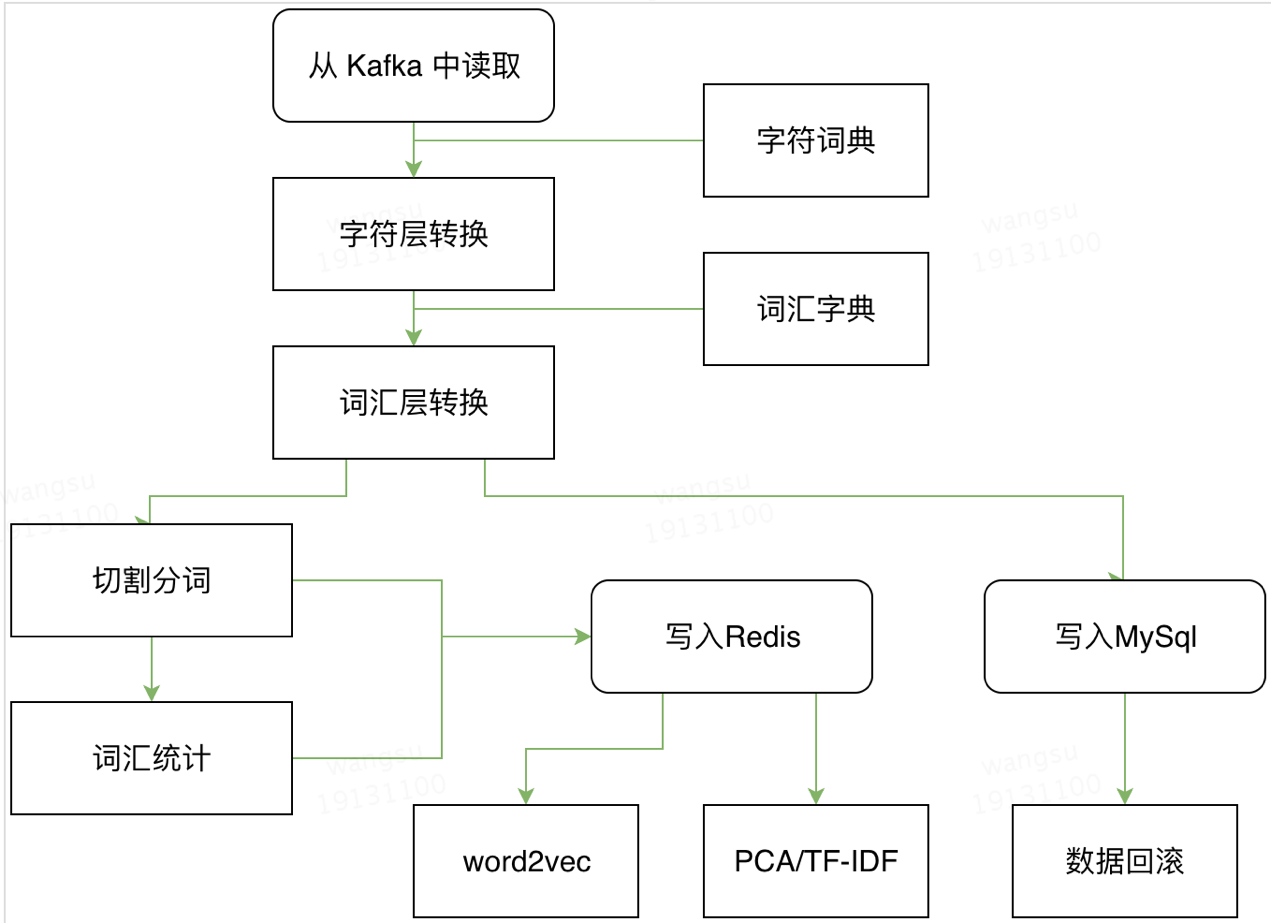 从 Kafka 中读取
字符词典
wangsu
19131100
字符层转换
wangsu
19131100
词汇字典
词汇层转换
wangsu
19131100
wangsu
19131100
切割分词
写入Redis
写入MySql
词汇统计
wangsu
19131100
wangsu
19131100
word2vec
PCA/TF-IDF
数据回滚